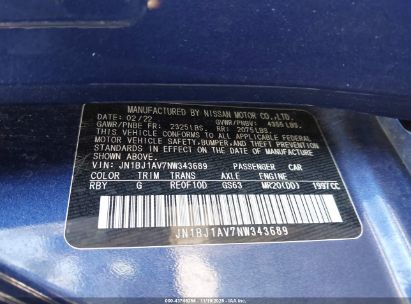 MANUFACTURED BY NISSAN MOTOR CO., LTD.
DATE: 02/22 GVWR/PNBV: 4355 LBS.
GAWR/PNBE FR: 2325LBS. RR: 2075LBS.
THIS VEHICLE CONFORMS TO ALL APPLICABLE FEDERAL
MOTOR VEHICLE SAFETY, BUMPER, AND THEFT PREVENTION
STANDARDS IN EFFECT ON THE DATE OF MANUFACTURE
SHOWN ABOVE.
VIN: JN1BJ1AV7NW343689 PASSENGER CAR
COLOR TRIM TRANS AXLE ENGINE
RBY G RE0F10D GS63 MR20(DD) 1997CC
JN1BJ1AV7NW343689